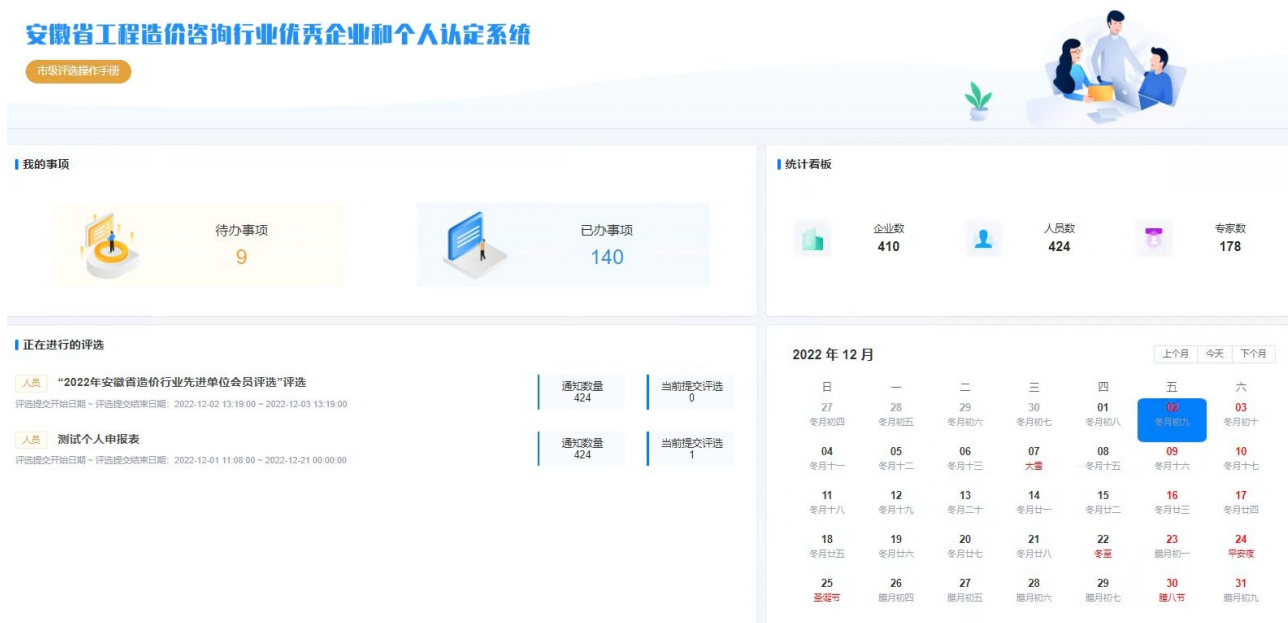 安徽省工程造价咨询行业优秀企业和个人认定系统
市级评选操作手册
我的事项
待办事项
9
已办事项
140
统计看板
企业数
410
人员数
424
专家数
178
正在进行的评选
人员 “2022年安徽省造价行业先进单位会员评选”评选
评选提交开始日期 ~ 评选提交结束日期: 2022-12-02 13:19:00 ~ 2022-12-03 13:19:00
通知数量
424
当前提交评选
0
人员 测试个人申报表
评选提交开始日期 ~ 评选提交结束日期: 2022-12-01 11:08:00 ~ 2022-12-21 00:00:00
通知数量
424
当前提交评选
1
2022 年 12 月 上个月 今天 下个月
日 一 二 三 四 五 六
27 28 29 30 01 02 03
冬月初四 冬月初五 冬月初六 冬月初七 冬月初八 冬月初九 冬月初十
04 05 06 07 08 09 10
冬月十一 冬月十二 冬月十三 大雪 冬月十五 冬月十六 冬月十七
11 12 13 14 15 16 17
冬月十八 冬月十九 冬月二十 冬月廿一 冬月廿二 冬月廿三 冬月廿四
18 19 20 21 22 23 24
冬月廿五 冬月廿六 冬月廿七 冬月廿八 冬至 腊月初一 平安夜
25 26 27 28 29 30 31
圣诞节 腊月初四 腊月初五 腊月初六 腊月初七 腊八节 腊月初九